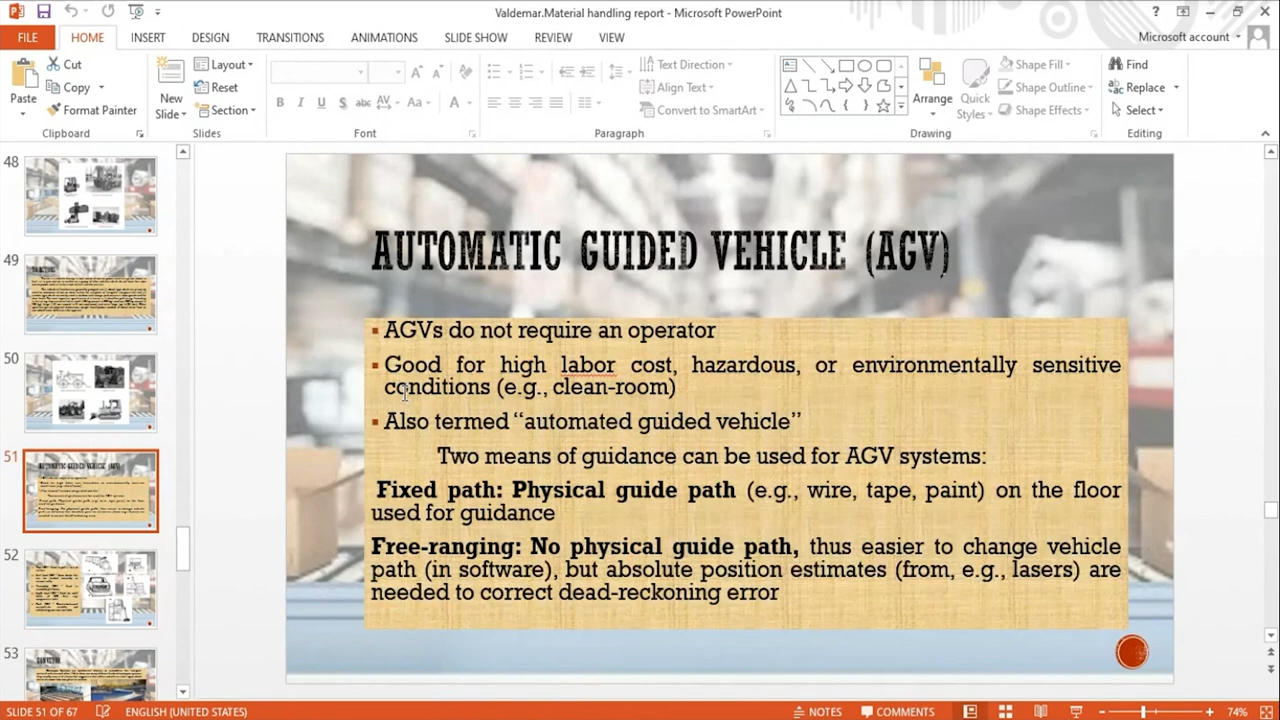 Valdemar.Material handling report - Microsoft PowerPoint
FILE HOME INSERT DESIGN TRANSITIONS ANIMATIONS SLIDE SHOW REVIEW VIEW Microsoft account
Paste
Cut
Copy
Format Painter
Clipboard
New Slide
Layout
Reset
Section
Slides
Font
Text Direction
Align Text
Convert to SmartArt
Paragraph
Arrange
Quick Styles
Shape Fill
Shape Outline
Shape Effects
Drawing
Find
Replace
Select
Editing
48
49
50
51
52
53
AUTOMATIC GUIDED VEHICLE (AGV)
▪ AGVs do not require an operator
▪ Good for high labor cost, hazardous, or environmentally sensitive
conditions (e.g., clean-room)
▪ Also termed “automated guided vehicle”
Two means of guidance can be used for AGV systems:
Fixed path: Physical guide path (e.g., wire, tape, paint) on the floor
used for guidance
Free-ranging: No physical guide path, thus easier to change vehicle
path (in software), but absolute position estimates (from, e.g., lasers) are
needed to correct dead-reckoning error
SLIDE 51 OF 67 ENGLISH (UNITED STATES) NOTES COMMENTS 74%